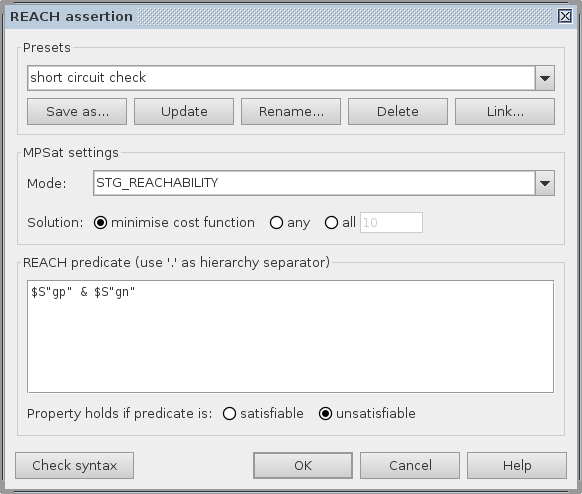 REACH assertion
Presets
short circuit check
Save as... Update Rename... Delete Link...
MPSat settings
Mode: STG_REACHABILITY
Solution: minimise cost function any all 10
REACH predicate (use '.' as hierarchy separator)
$S"gp" & $S"gn"
Property holds if predicate is: satisfiable unsatisfiable
Check syntax OK Cancel Help